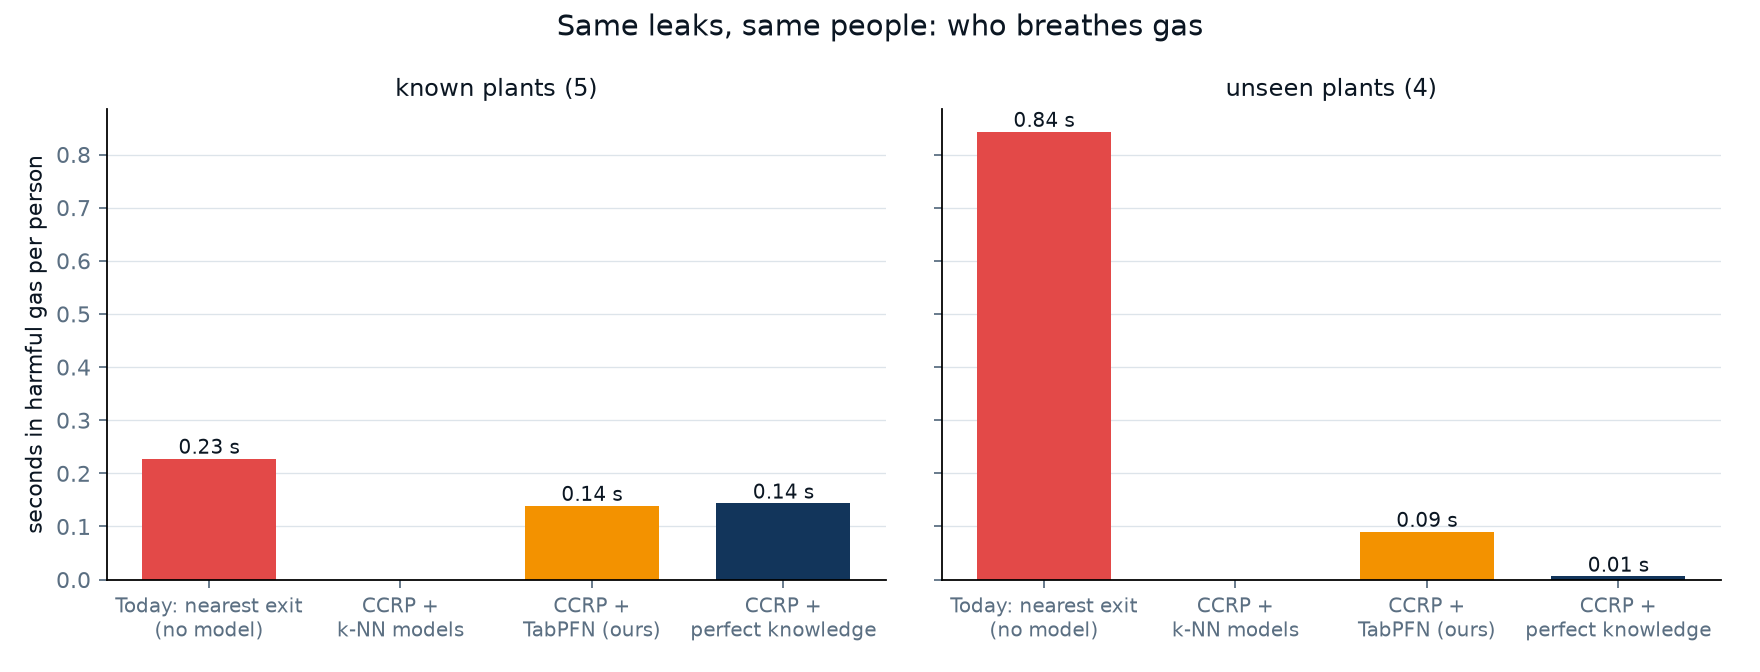 Same leaks, same people: who breathes gas
known plants (5)
seconds in harmful gas per person
0.8
0.7
0.6
0.5
0.4
0.3
0.2
0.1
0.0
0.23 s
0.14 s
0.14 s
Today: nearest exit
(no model)
CCRP +
k-NN models
CCRP +
TabPFN (ours)
CCRP +
perfect knowledge
unseen plants (4)
0.84 s
0.09 s
0.01 s
Today: nearest exit
(no model)
CCRP +
k-NN models
CCRP +
TabPFN (ours)
CCRP +
perfect knowledge